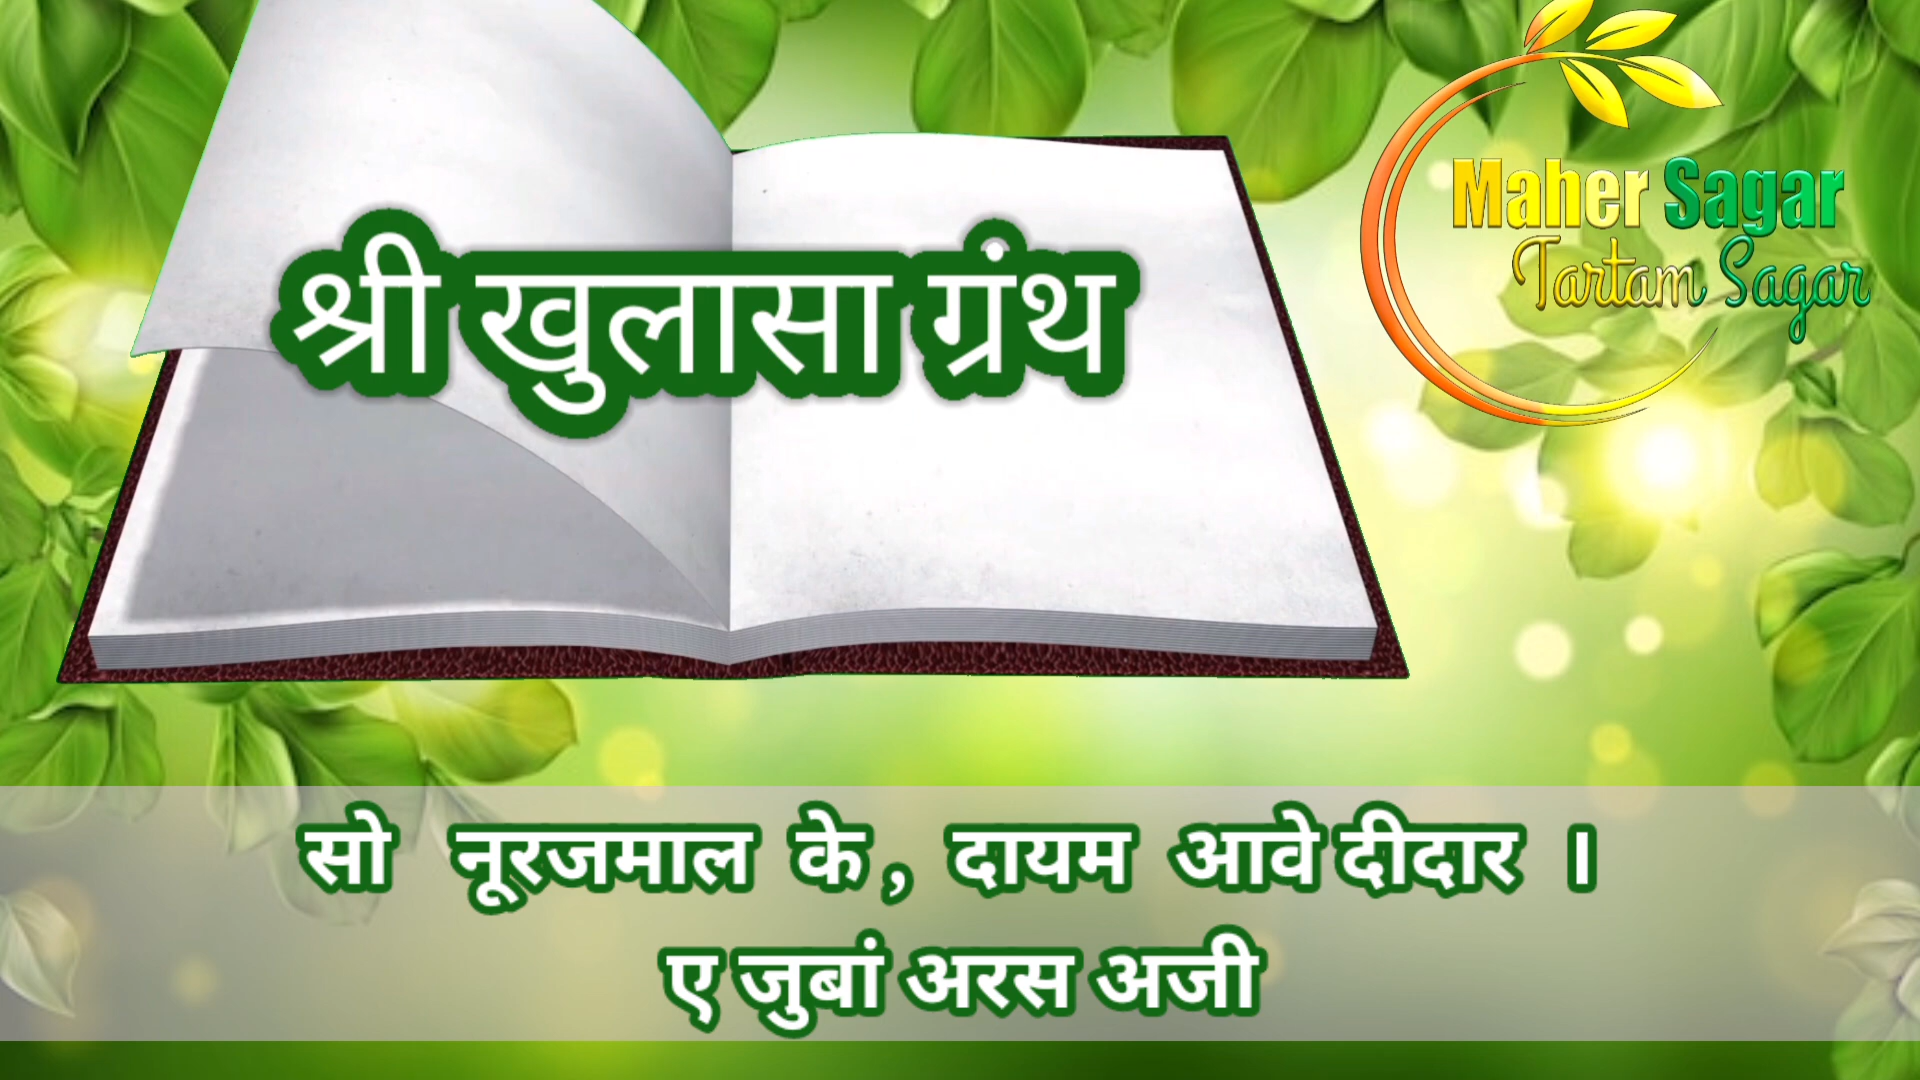 श्री खुलासा ग्रंथ
Maher Sagar
Tartam Sagar
सो नूरजमाल के , दायम आवे दीदार ।
ए जुबां अरस अजी